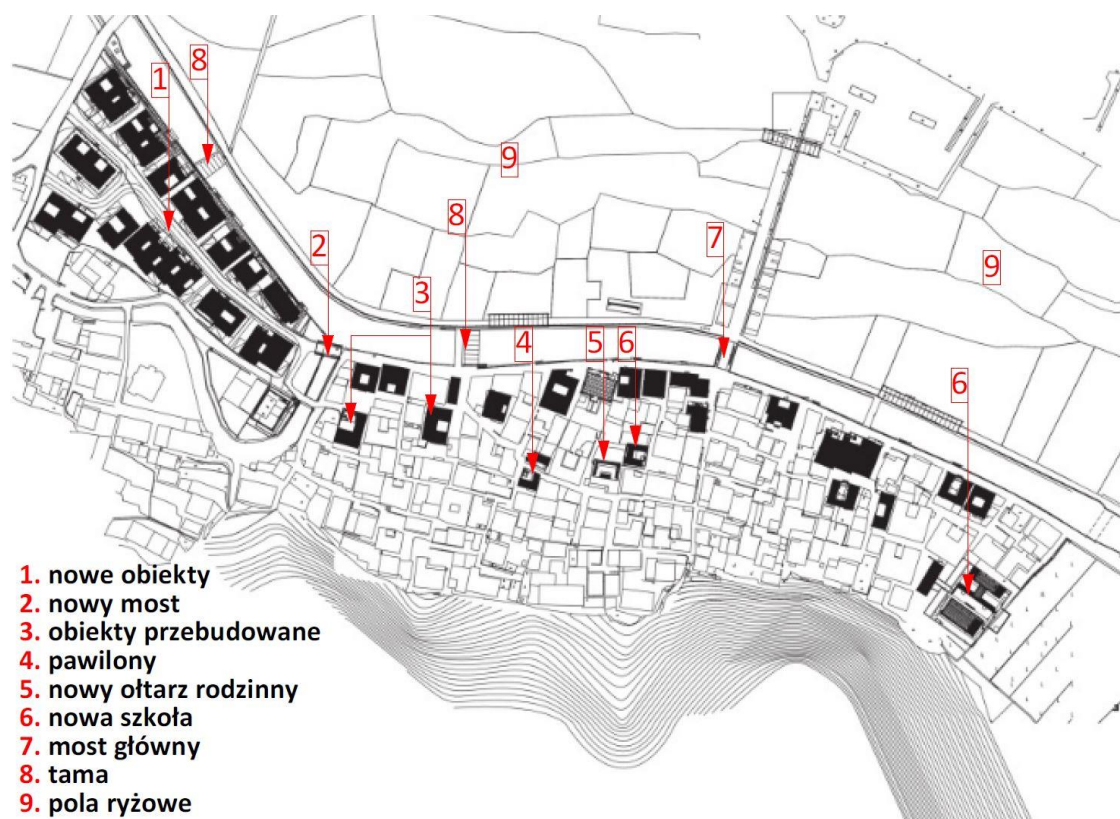 8
1
9
8
7
2
9
3
4
5
6
6
1. nowe obiekty
2. nowy most
3. obiekty przebudowane
4. pawilony
5. nowy ołtarz rodzinny
6. nowa szkoła
7. most główny
8. tama
9. pola ryżowe